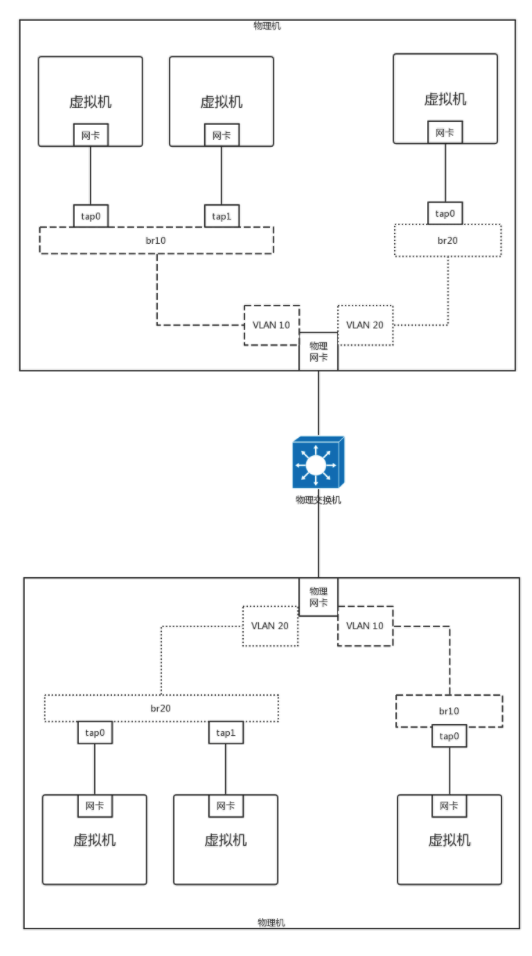 物理机
虚拟机
虚拟机
虚拟机
网卡
网卡
网卡
tap0
tap1
tap0
br10
br20
VLAN 10
VLAN 20
物理
网卡
物理交换机
物理
网卡
VLAN 20
VLAN 10
br20
br10
tap0
tap1
tap0
网卡
网卡
网卡
虚拟机
虚拟机
虚拟机
物理机